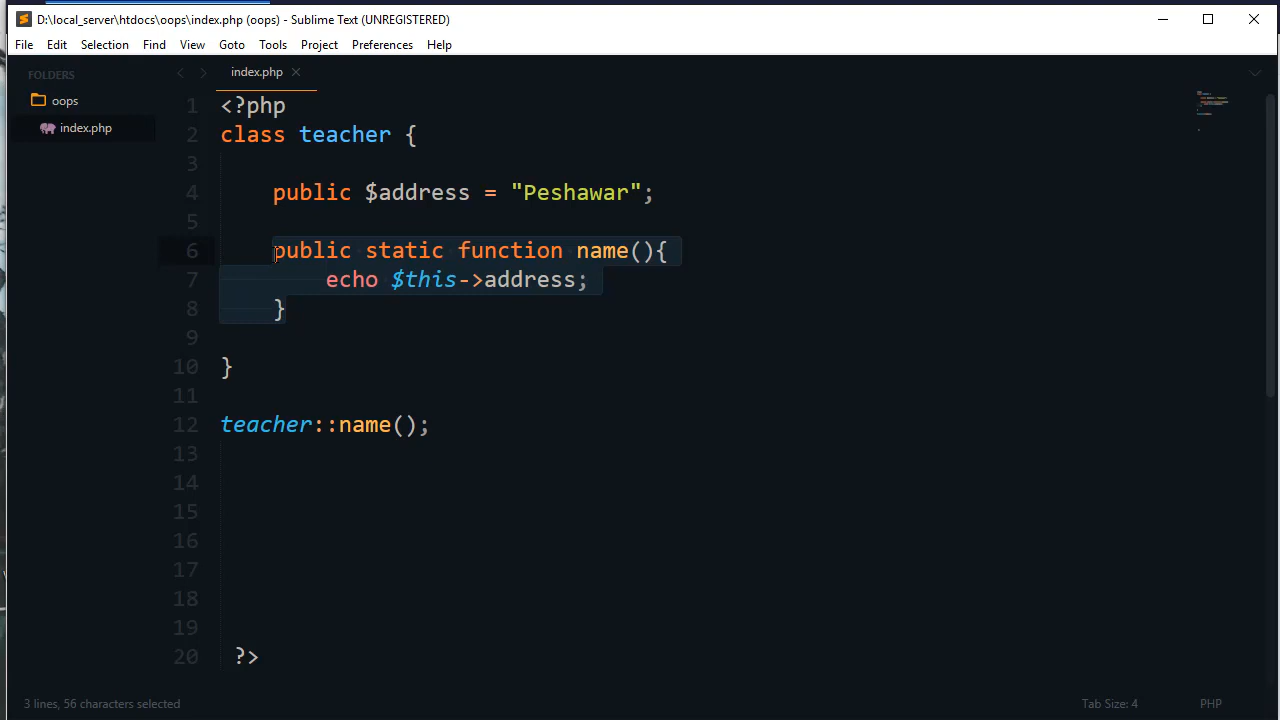 D:\local_server\htdocs\oops\index.php (oops) - Sublime Text (UNREGISTERED)
File Edit Selection Find View Goto Tools Project Preferences Help
FOLDERS
oops
index.php
index.php
1 <?php
2 class teacher {
3
4 public $address = "Peshawar";
5
6 public static function name(){
7 echo $this->address;
8 }
9
10 }
11
12 teacher::name();
13
14
15
16
17
18
19
20 ?>
3 lines, 56 characters selected
Tab Size: 4
PHP